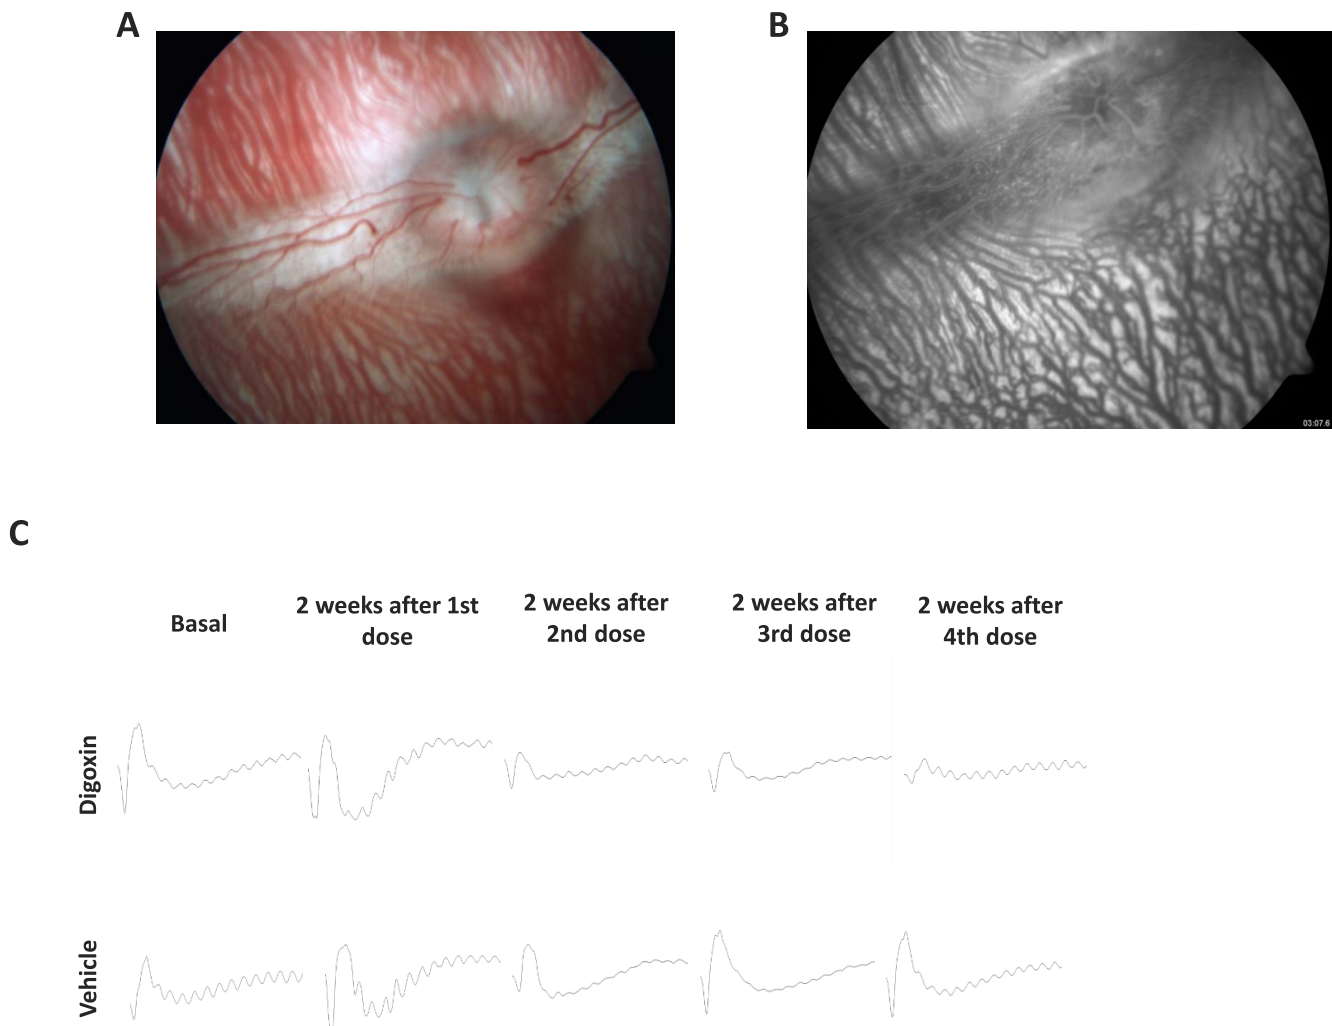 A
B
03:07.6
C
Basal
2 weeks after 1st
dose
2 weeks after
2nd dose
2 weeks after
3rd dose
2 weeks after
4th dose
Digoxin
Vehicle